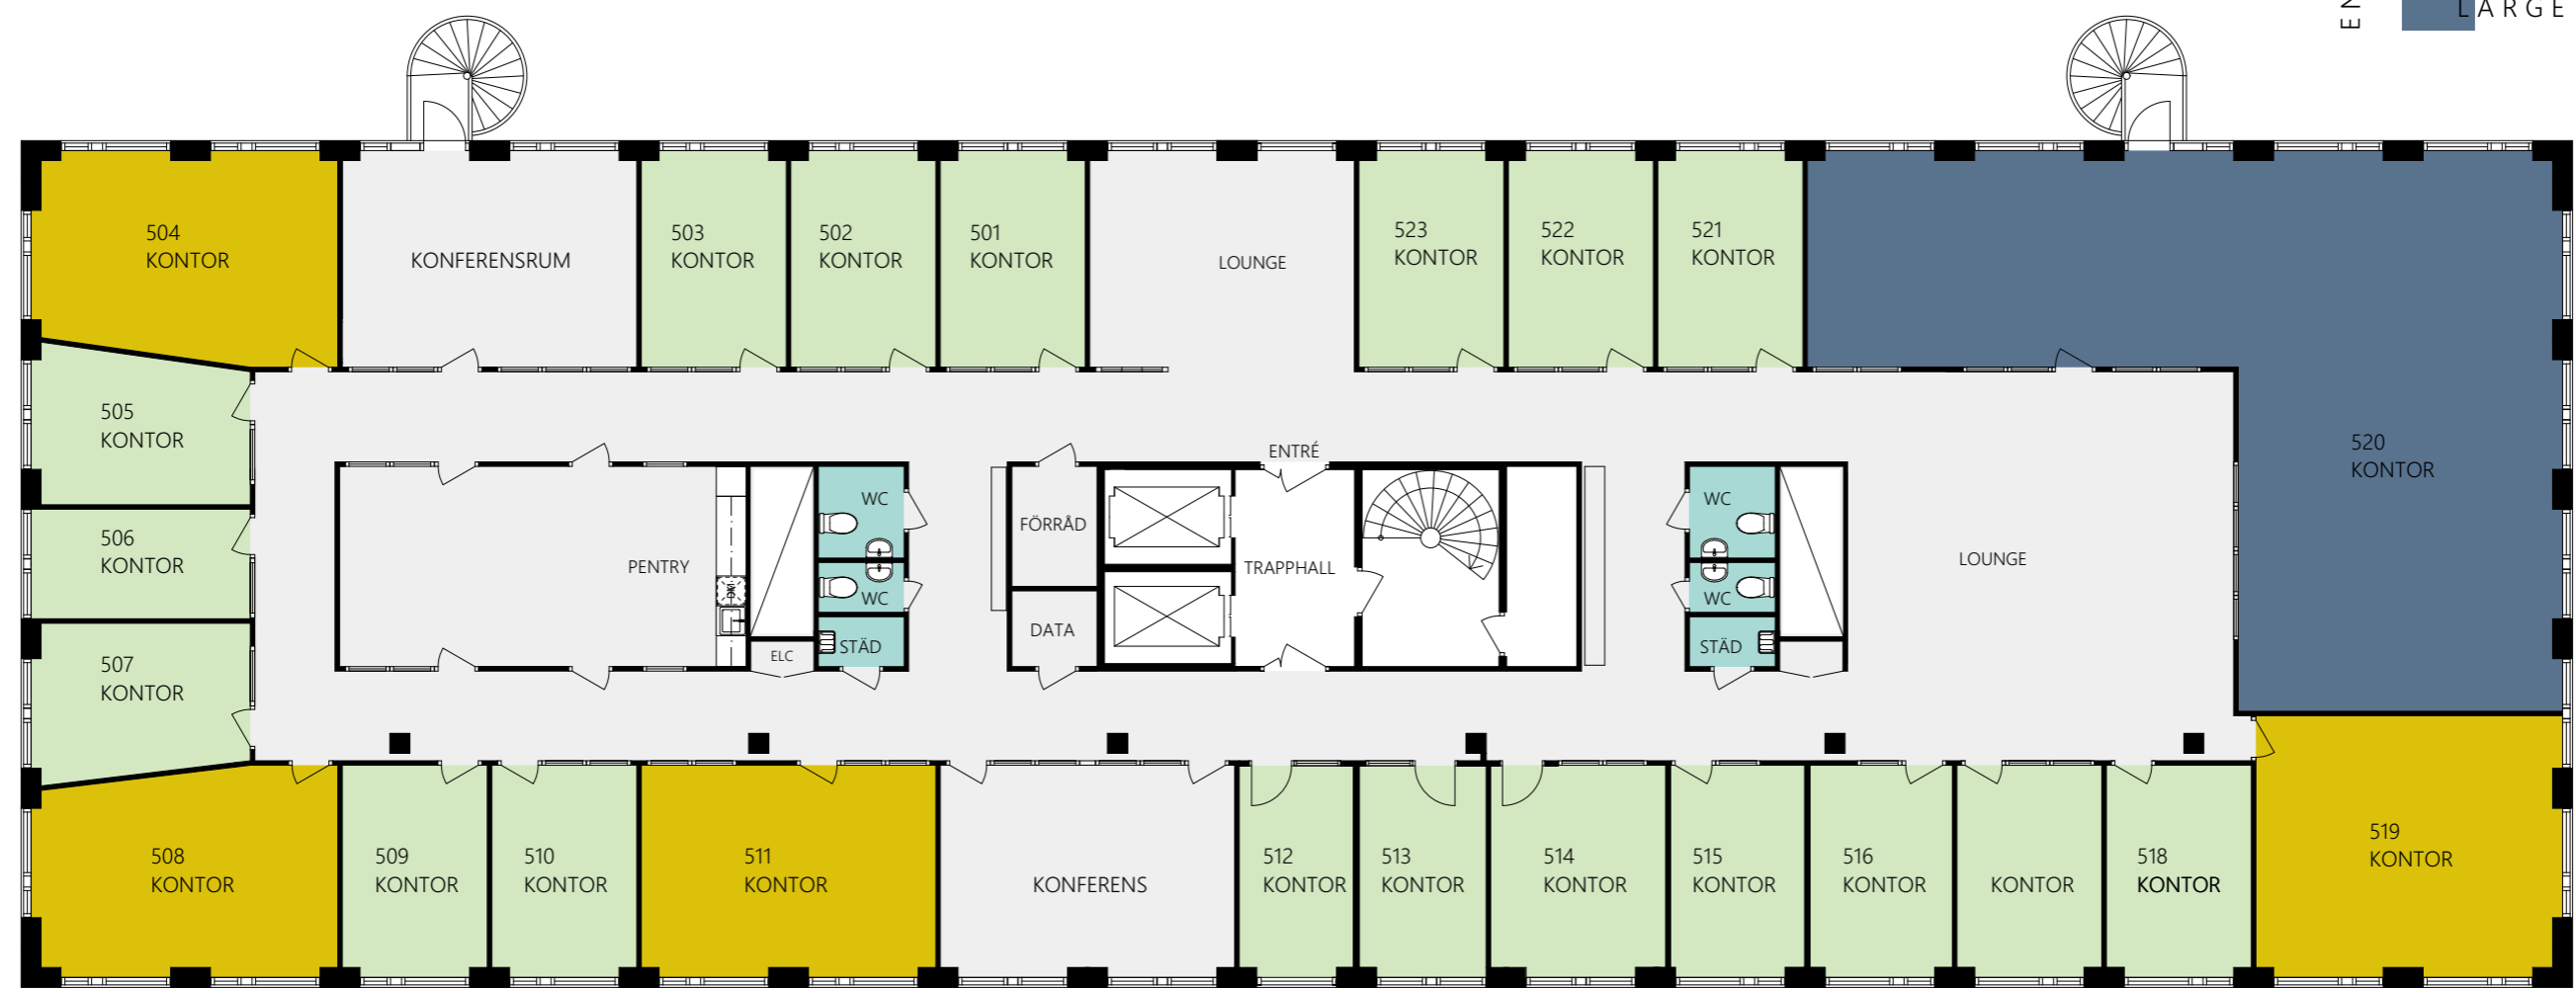 EN
LARGE
504
KONTOR
KONFERENSRUM
503
KONTOR
502
KONTOR
501
KONTOR
LOUNGE
523
KONTOR
522
KONTOR
521
KONTOR
505
KONTOR
ENTRÉ
520
KONTOR
506
KONTOR
PENTRY
DM
WC
WC
FÖRRÅD
TRAPPHALL
WC
WC
LOUNGE
507
KONTOR
ELC
STÄD
DATA
STÄD
508
KONTOR
509
KONTOR
510
KONTOR
511
KONTOR
KONFERENS
512
KONTOR
513
KONTOR
514
KONTOR
515
KONTOR
516
KONTOR
KONTOR
518
KONTOR
519
KONTOR